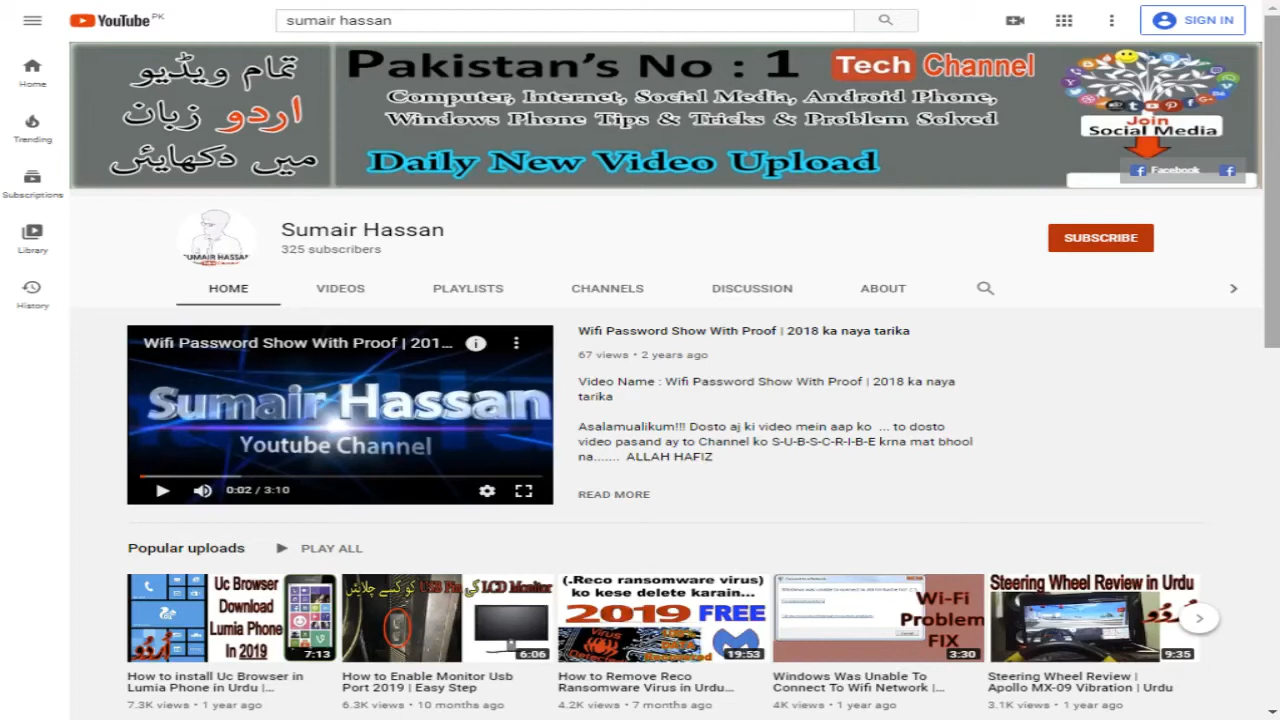 YouTube PK
sumair hassan
SIGN IN
Home
Trending
Subscriptions
Library
History
تمام ویڈیو
اردو زبان
میں دکھایئں
Pakistan's No : 1 Tech Channel
Computer, Internet, Social Media, Android Phone,
Windows Phone Tips & Tricks & Problem Solved
Daily New Video Upload
Join
Social Media
Facebook
Sumair Hassan
325 subscribers
SUBSCRIBE
HOME VIDEOS PLAYLISTS CHANNELS DISCUSSION ABOUT
Wifi Password Show With Proof | 201...
Sumair Hassan
Youtube Channel
0:02 / 3:10
Wifi Password Show With Proof | 2018 ka naya tarika
67 views • 2 years ago
Video Name : Wifi Password Show With Proof | 2018 ka naya
tarika
Asalamualikum!!! Dosto aj ki video mein aap ko ... to dosto
video pasand ay to Channel ko S-U-B-S-C-R-I-B-E krna mat bhool
na....... ALLAH HAFIZ
READ MORE
Popular uploads
PLAY ALL
Uc Browser
Download
Lumia Phone
In 2019
اردو
7:13
How to install Uc Browser in
Lumia Phone in Urdu |...
7.3K views • 1 year ago
LCD Monitor کی USB Pin کو کسے چلایئں
6:06
How to Enable Monitor Usb
Port 2019 | Easy Step
6.3K views • 10 months ago
(.Reco ransomware virus)
ko kese delete karain...
2019 FREE
Virus
19:53
How to Remove Reco
Ransomware Virus in Urdu...
4.2K views • 7 months ago
Wi-Fi
Problem
FIX
3:30
Windows Was Unable To
Connect To Wifi Network |...
4K views • 1 year ago
Steering Wheel Review in Urdu
9:35
Steering Wheel Review |
Apollo MX-09 Vibration | Urdu
3.1K views • 1 year ago